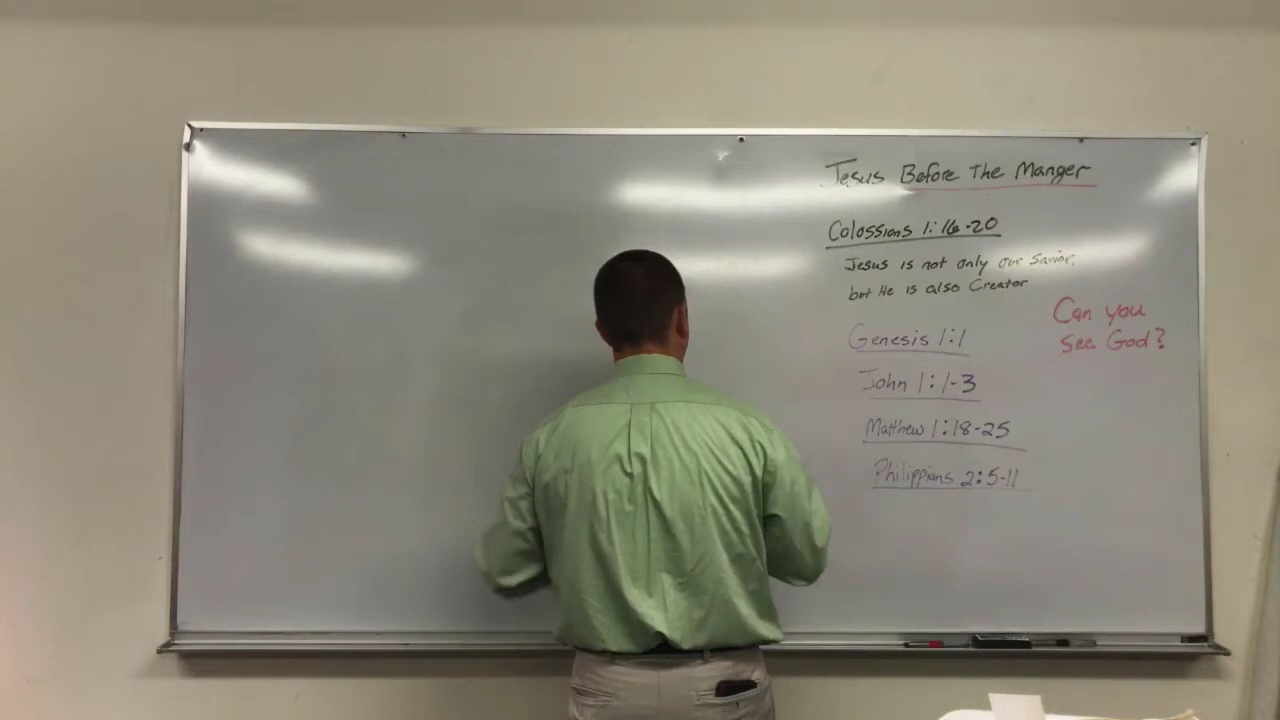 Jesus Before The Manger
Colossians 1:16-20
Jesus is not only our Savior,
but He is also Creator
Can you
see God?
Genesis 1:1
John 1:1-3
Matthew 1:18-25
Philippians 2:5-11